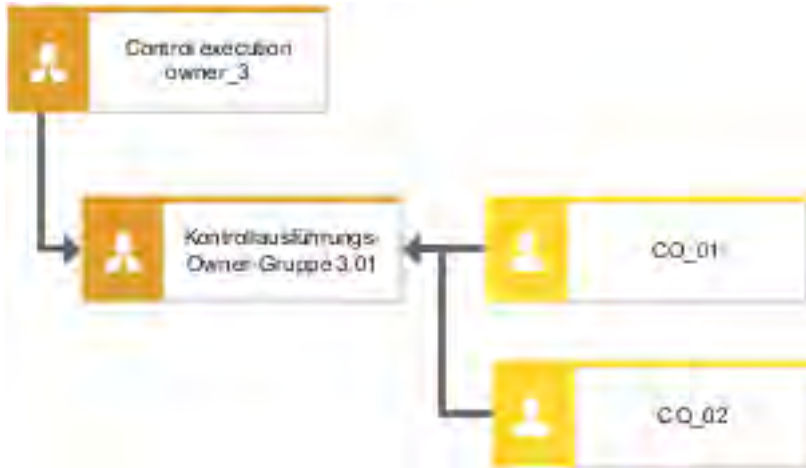 Control execution
owner_3
Kontrollausführungs-
Owner-Gruppe 3.01
CO_01
CO_02